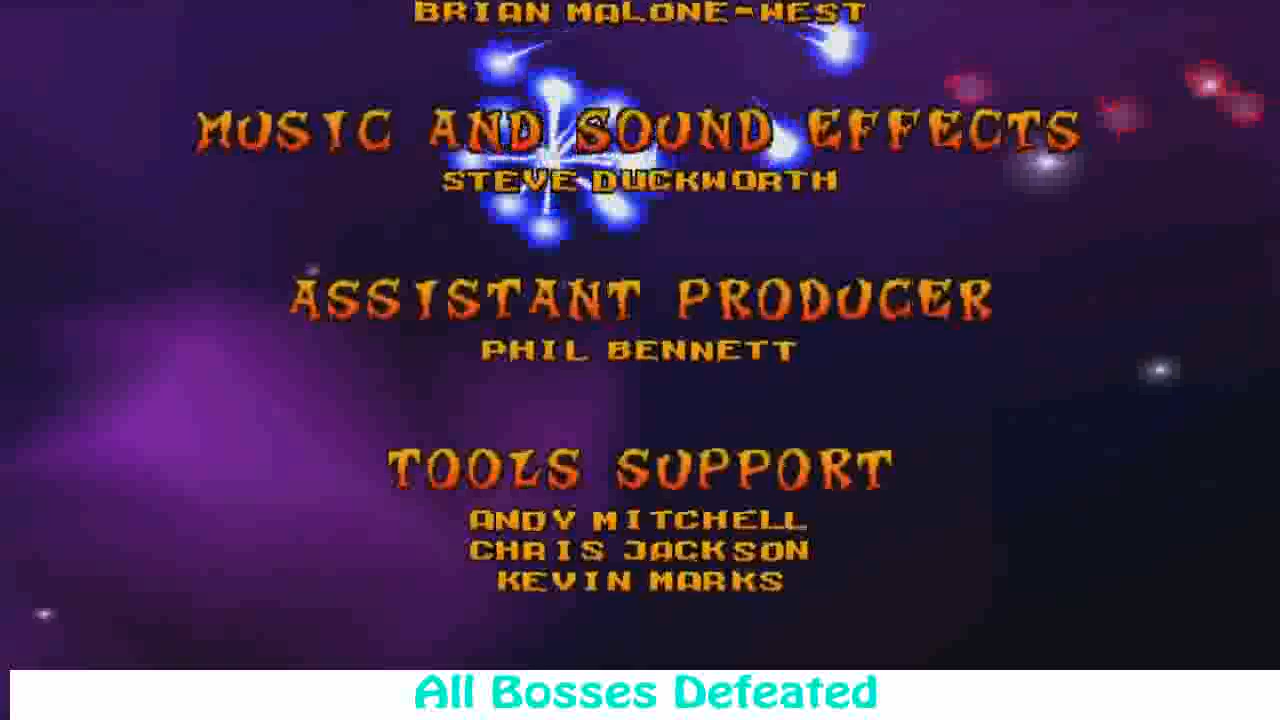 BRIAN MALONE-WEST
MUSIC AND SOUND EFFECTS
STEVE DUCKWORTH
ASSISTANT PRODUCER
PHIL BENNETT
TOOLS SUPPORT
ANDY MITCHELL
CHRIS JACKSON
KEVIN MARKS
All Bosses Defeated